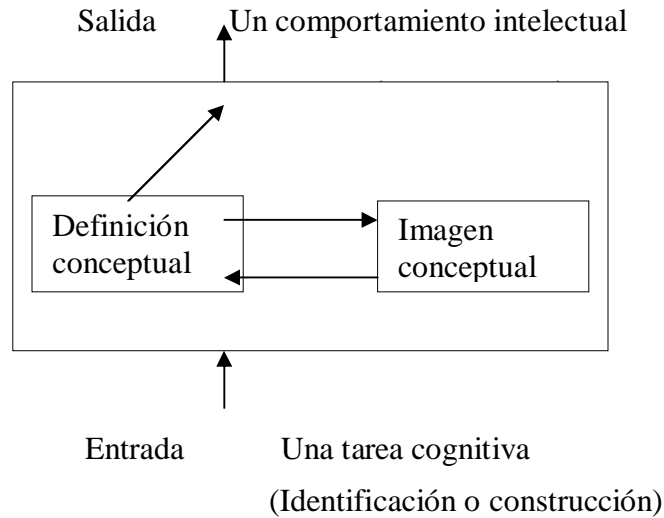 Salida Un comportamiento intelectual
Definición
conceptual
Imagen
conceptual
Entrada Una tarea cognitiva
(Identificación o construcción)